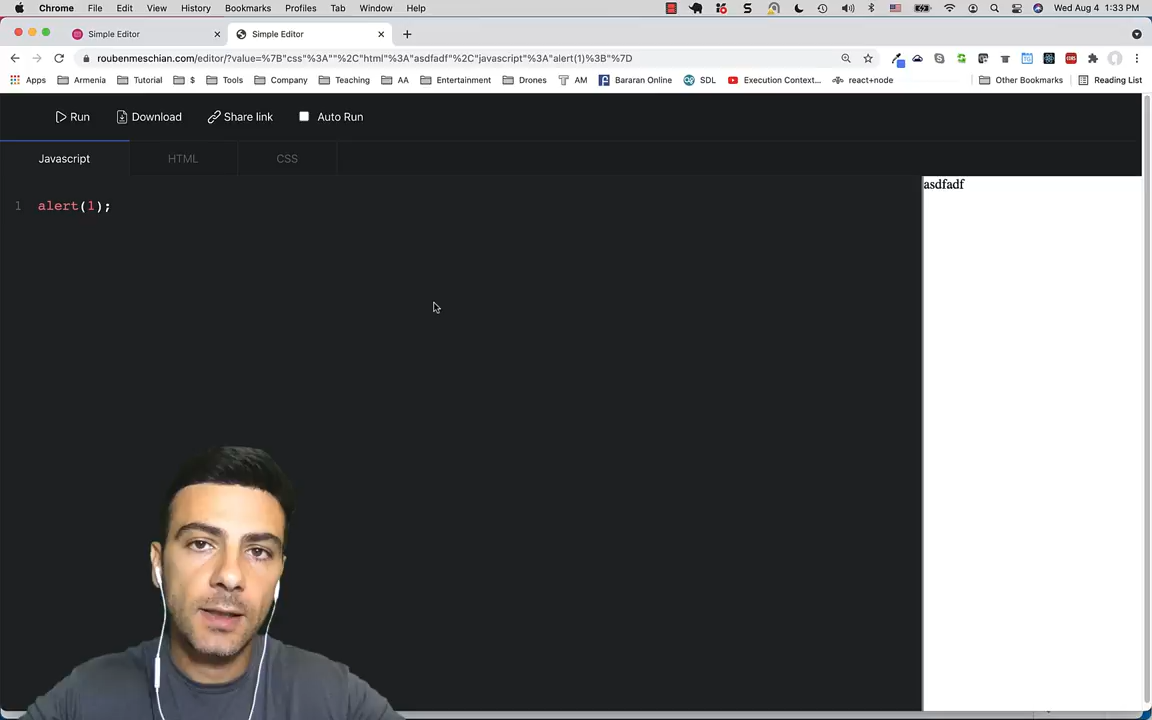 Chrome File Edit View History Bookmarks Profiles Tab Window Help Wed Aug 4 1:33 PM
Simple Editor Simple Editor
roubenmeschian.com/editor/?value=%7B"css"%3A""%2C"html"%3A"asdfadf"%2C"javascript"%3A"alert(1)%3B"%7D
Apps Armenia Tutorial $ Tools Company Teaching AA Entertainment Drones AM Bararan Online SDL Execution Context... react+node Other Bookmarks Reading List
Run Download Share link Auto Run
Javascript HTML CSS
asdfadf
1 alert(1);